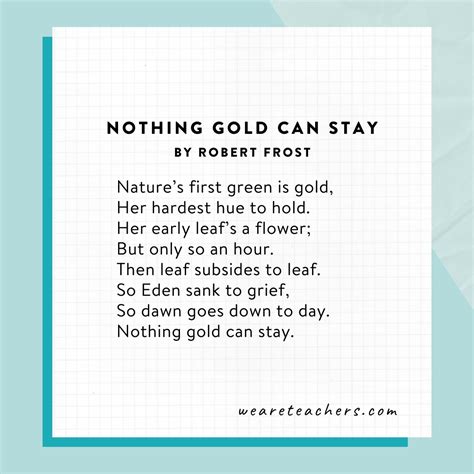 NOTHING GOLD CAN STAY
BY ROBERT FROST
Nature's first green is gold,
Her hardest hue to hold.
Her early leaf's a flower;
But only so an hour.
Then leaf subsides to leaf.
So Eden sank to grief,
So dawn goes down to day.
Nothing gold can stay.
weareteachers.com